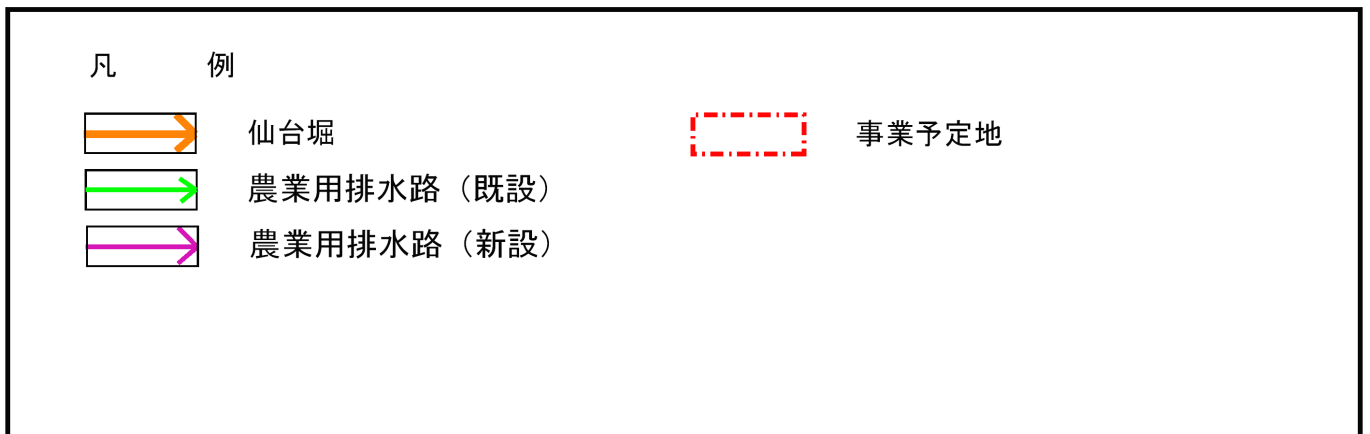 凡　例
仙台堀
事業予定地
農業用排水路（既設）
農業用排水路（新設）